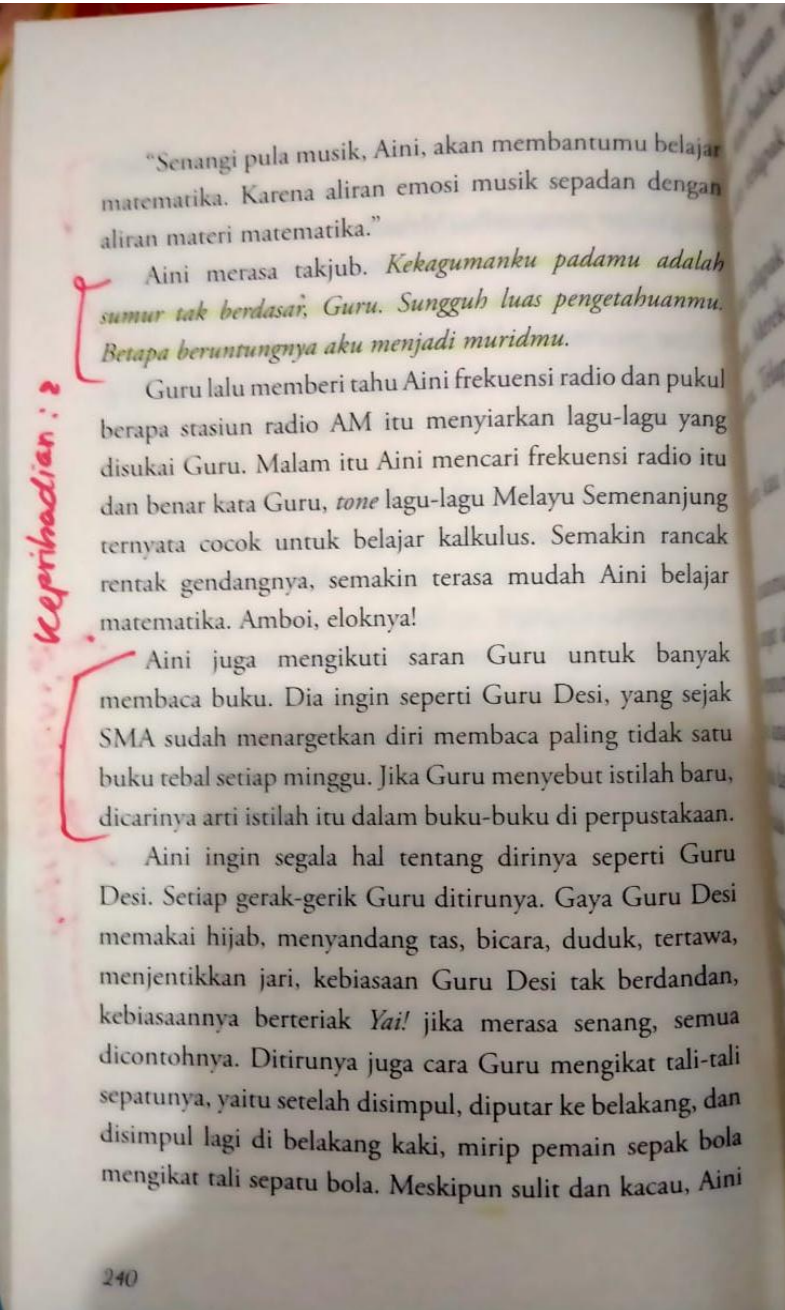 “Senangi pula musik, Aini, akan membantumu belajar
matematika. Karena aliran emosi musik sepadan dengan
aliran materi matematika.”
Aini merasa takjub. Kekagumanku padamu adalah
sumur tak berdasar, Guru. Sungguh luas pengetahuanmu.
Betapa beruntungnya aku menjadi muridmu.
Guru lalu memberi tahu Aini frekuensi radio dan pukul
berapa stasiun radio AM itu menyiarkan lagu-lagu yang
disukai Guru. Malam itu Aini mencari frekuensi radio itu
dan benar kata Guru, tone lagu-lagu Melayu Semenanjung
ternyata cocok untuk belajar kalkulus. Semakin rancak
rentak gendangnya, semakin terasa mudah Aini belajar
matematika. Amboi, eloknya!
Aini juga mengikuti saran Guru untuk banyak
membaca buku. Dia ingin seperti Guru Desi, yang sejak
SMA sudah menargetkan diri membaca paling tidak satu
buku tebal setiap minggu. Jika Guru menyebut istilah baru,
dicarinya arti istilah itu dalam buku-buku di perpustakaan.
Aini ingin segala hal tentang dirinya seperti Guru
Desi. Setiap gerak-gerik Guru ditirunya. Gaya Guru Desi
memakai hijab, menyandang tas, bicara, duduk, tertawa,
menjentikkan jari, kebiasaan Guru Desi tak berdandan,
kebiasaannya berteriak Yai! jika merasa senang, semua
dicontohnya. Ditirunya juga cara Guru mengikat tali-tali
sepatunya, yaitu setelah disimpul, diputar ke belakang, dan
disimpul lagi di belakang kaki, mirip pemain sepak bola
mengikat tali sepatu bola. Meskipun sulit dan kacau, Aini
240
Kepribadian : 2